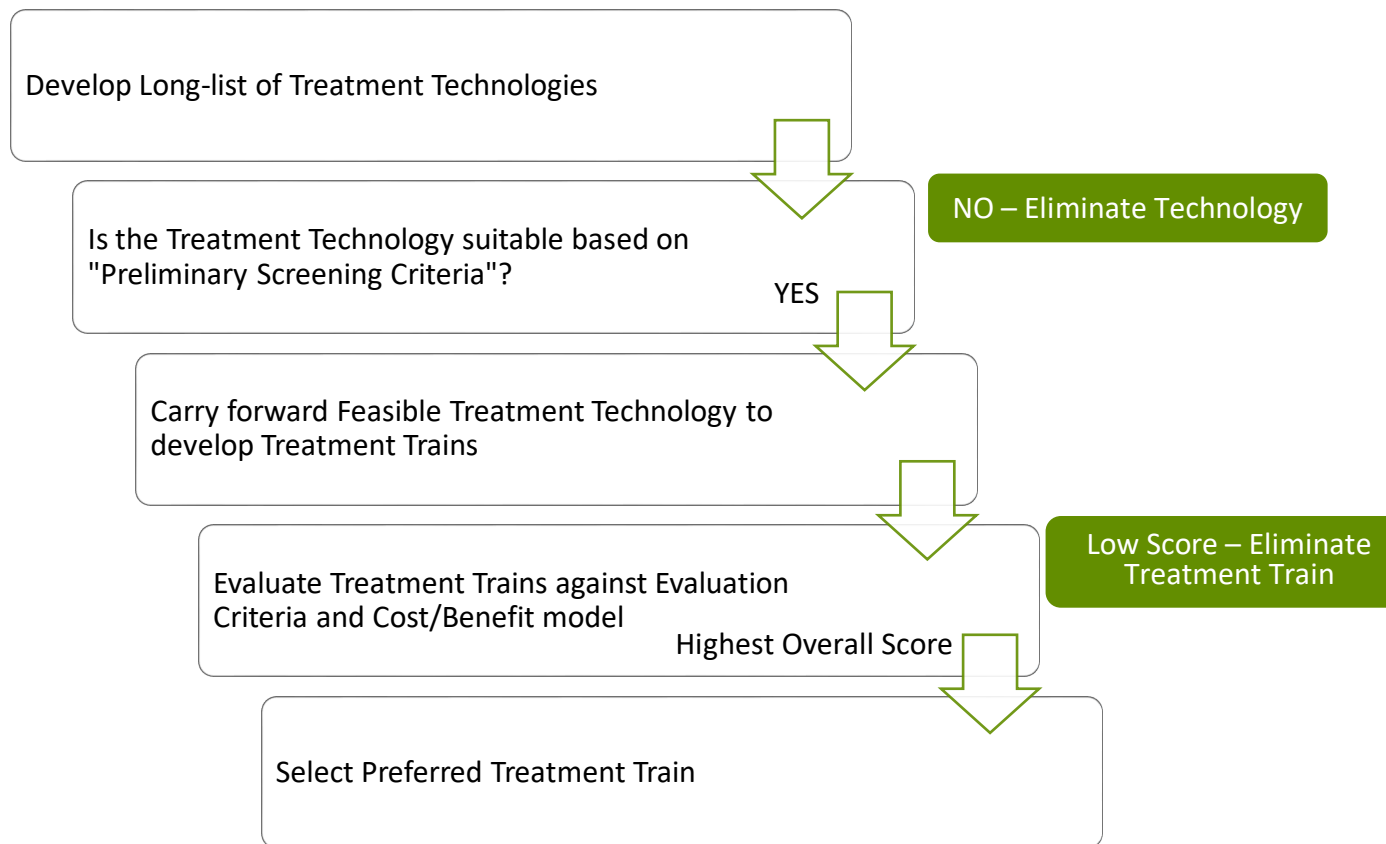 Develop Long-list of Treatment Technologies
NO – Eliminate Technology
Is the Treatment Technology suitable based on
"Preliminary Screening Criteria"?
YES
Carry forward Feasible Treatment Technology to
develop Treatment Trains
Low Score – Eliminate
Treatment Train
Evaluate Treatment Trains against Evaluation
Criteria and Cost/Benefit model
Highest Overall Score
Select Preferred Treatment Train